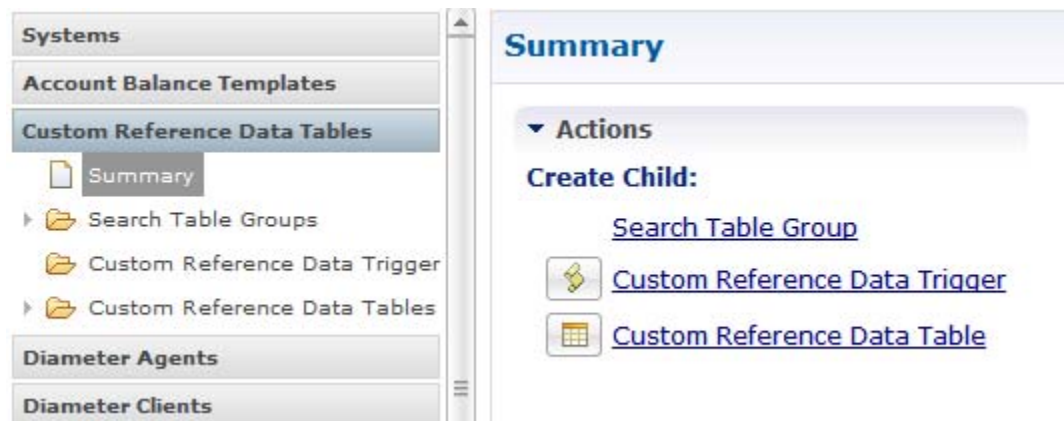 Systems
Account Balance Templates
Custom Reference Data Tables
Summary
Search Table Groups
Custom Reference Data Trigger
Custom Reference Data Tables
Diameter Agents
Diameter Clients
Summary
Actions
Create Child:
Search Table Group
Custom Reference Data Trigger
Custom Reference Data Table